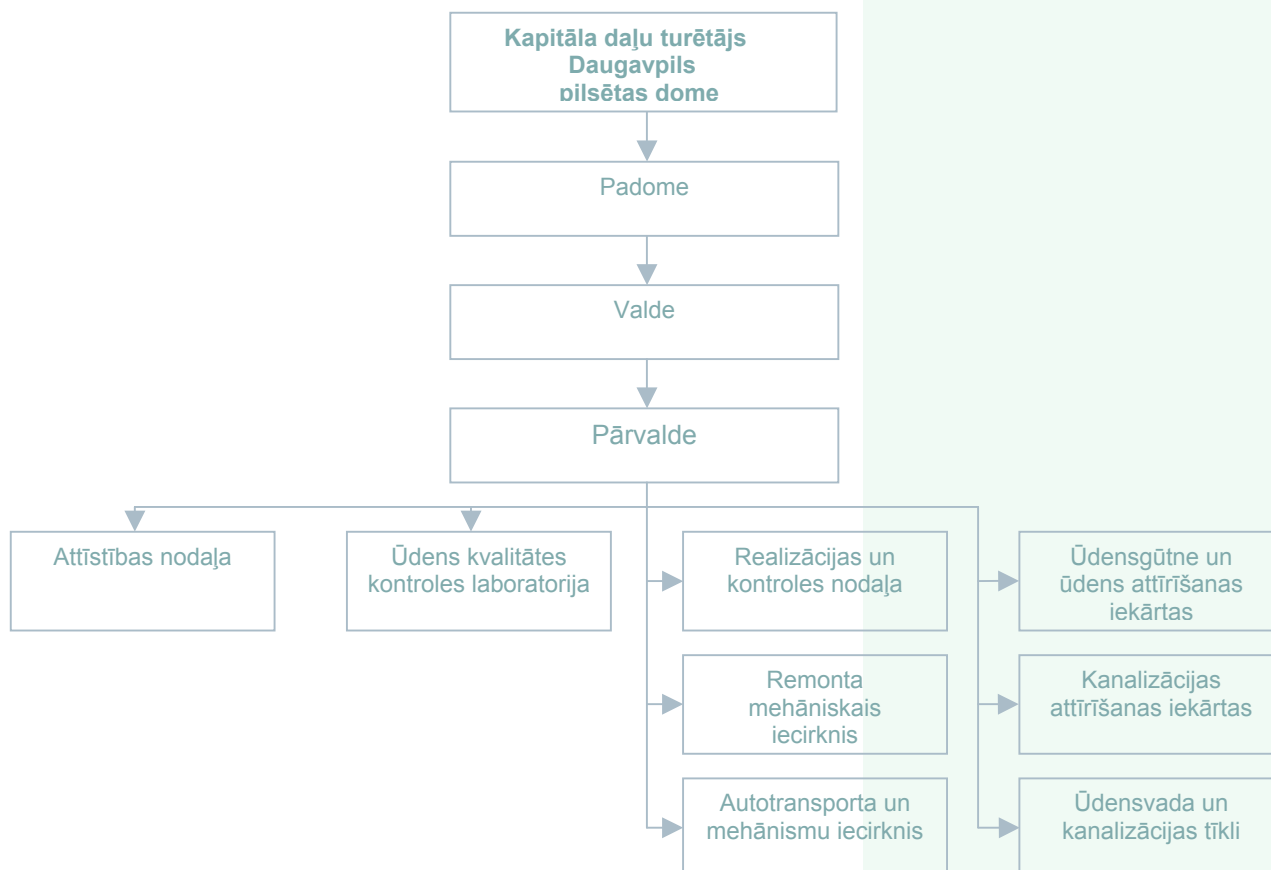 Kapitāla daļu turētājs
Daugavpils
pilsētas dome
Padome
Valde
Pārvalde
Attīstības nodaļa
Ūdens kvalitātes
kontroles laboratorija
Realizācijas un
kontroles nodaļa
Ūdensgūtne un
ūdens attīrīšanas
iekārtas
Remonta
mehāniskais
iecirknis
Kanalizācijas
attīrīšanas iekārtas
Autotransporta un
mehānismu iecirknis
Ūdensvada un
kanalizācijas tīkli